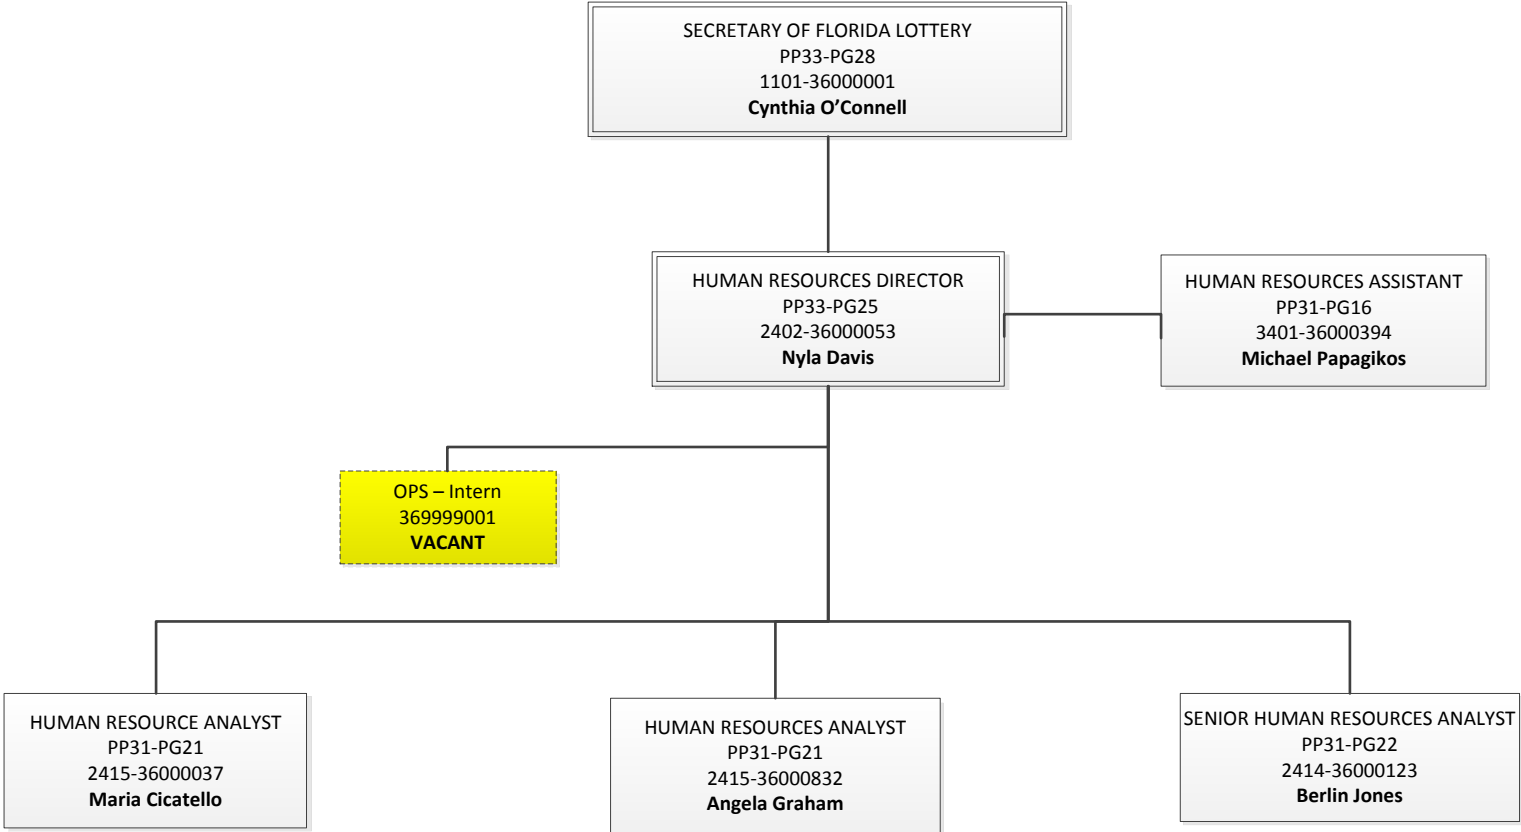 SECRETARY OF FLORIDA LOTTERY
PP33-PG28
1101-36000001
Cynthia O’Connell
HUMAN RESOURCES DIRECTOR
PP33-PG25
2402-36000053
Nyla Davis
HUMAN RESOURCES ASSISTANT
PP31-PG16
3401-36000394
Michael Papagikos
OPS – Intern
369999001
VACANT
HUMAN RESOURCE ANALYST
PP31-PG21
2415-36000037
Maria Cicatello
HUMAN RESOURCES ANALYST
PP31-PG21
2415-36000832
Angela Graham
SENIOR HUMAN RESOURCES ANALYST
PP31-PG22
2414-36000123
Berlin Jones